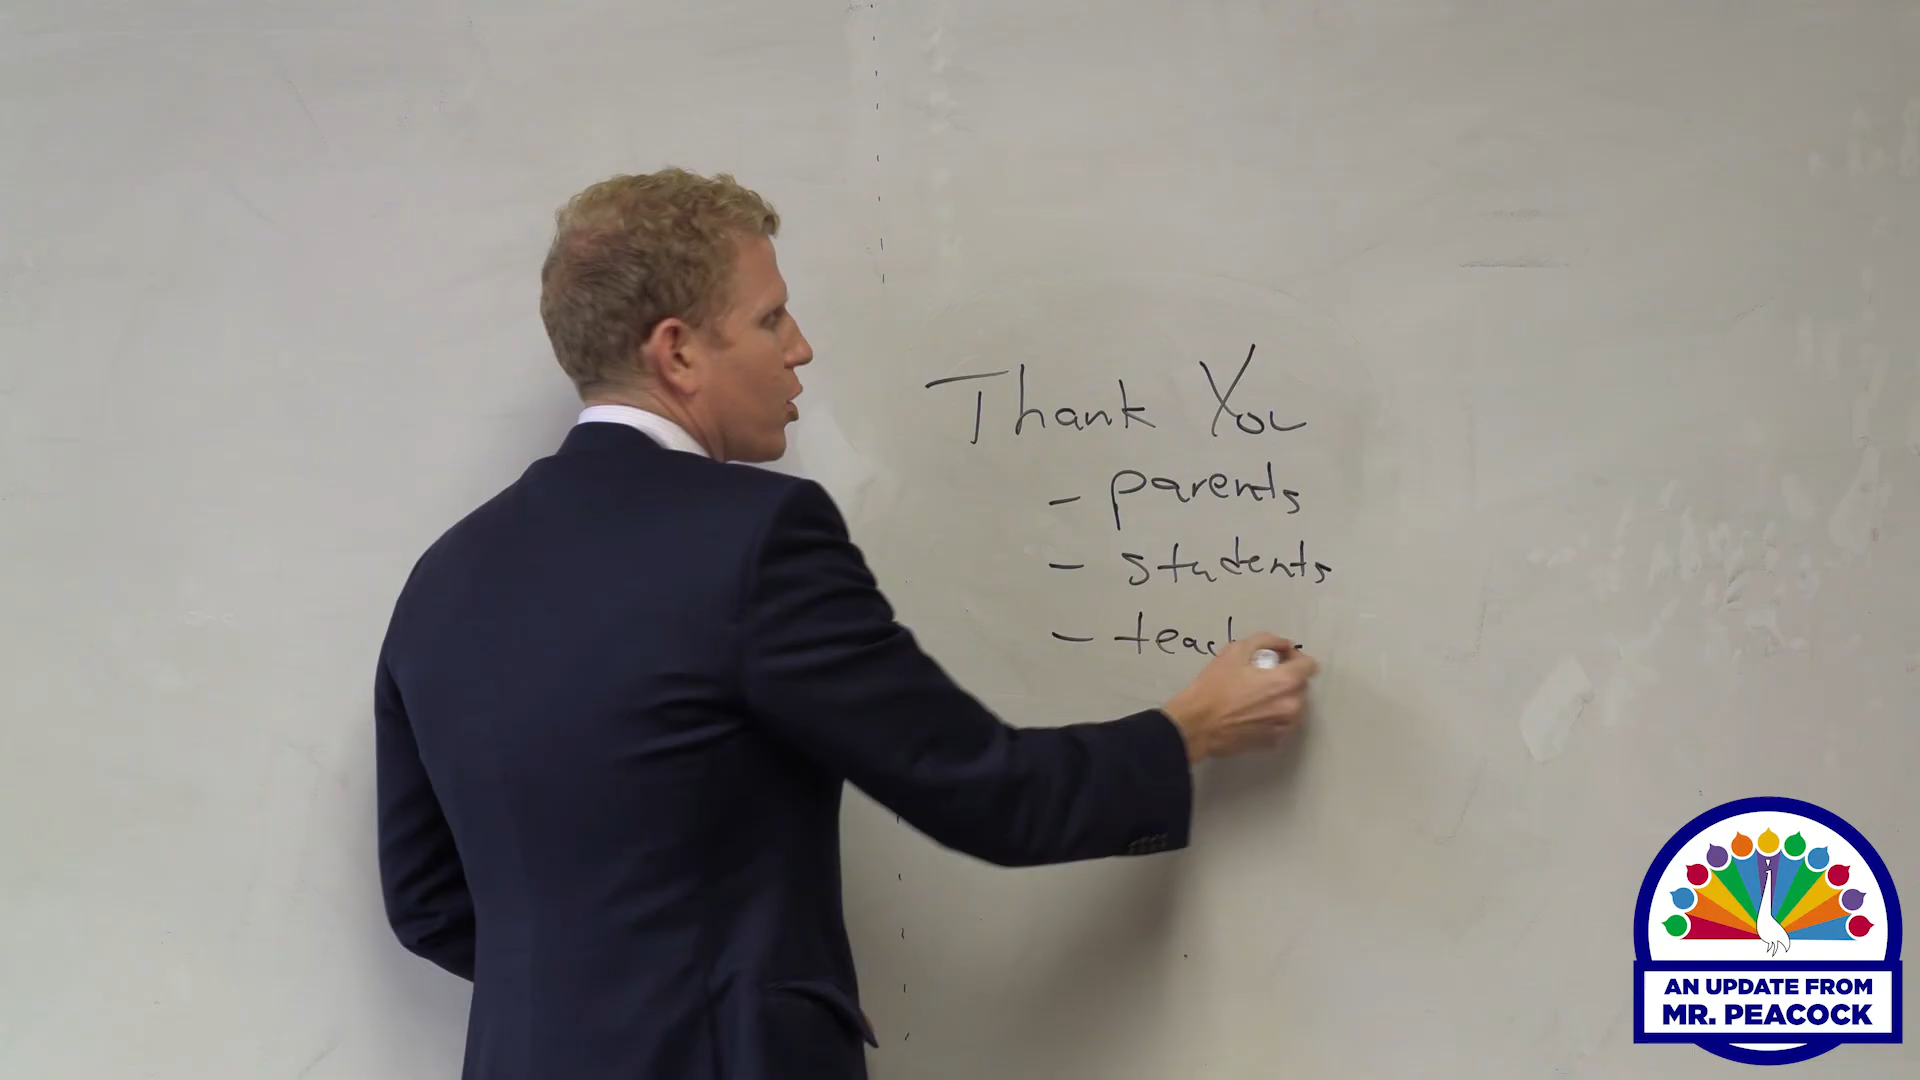 Thank You
- parents
- students
-
AN UPDATE FROM
MR. PEACOCK